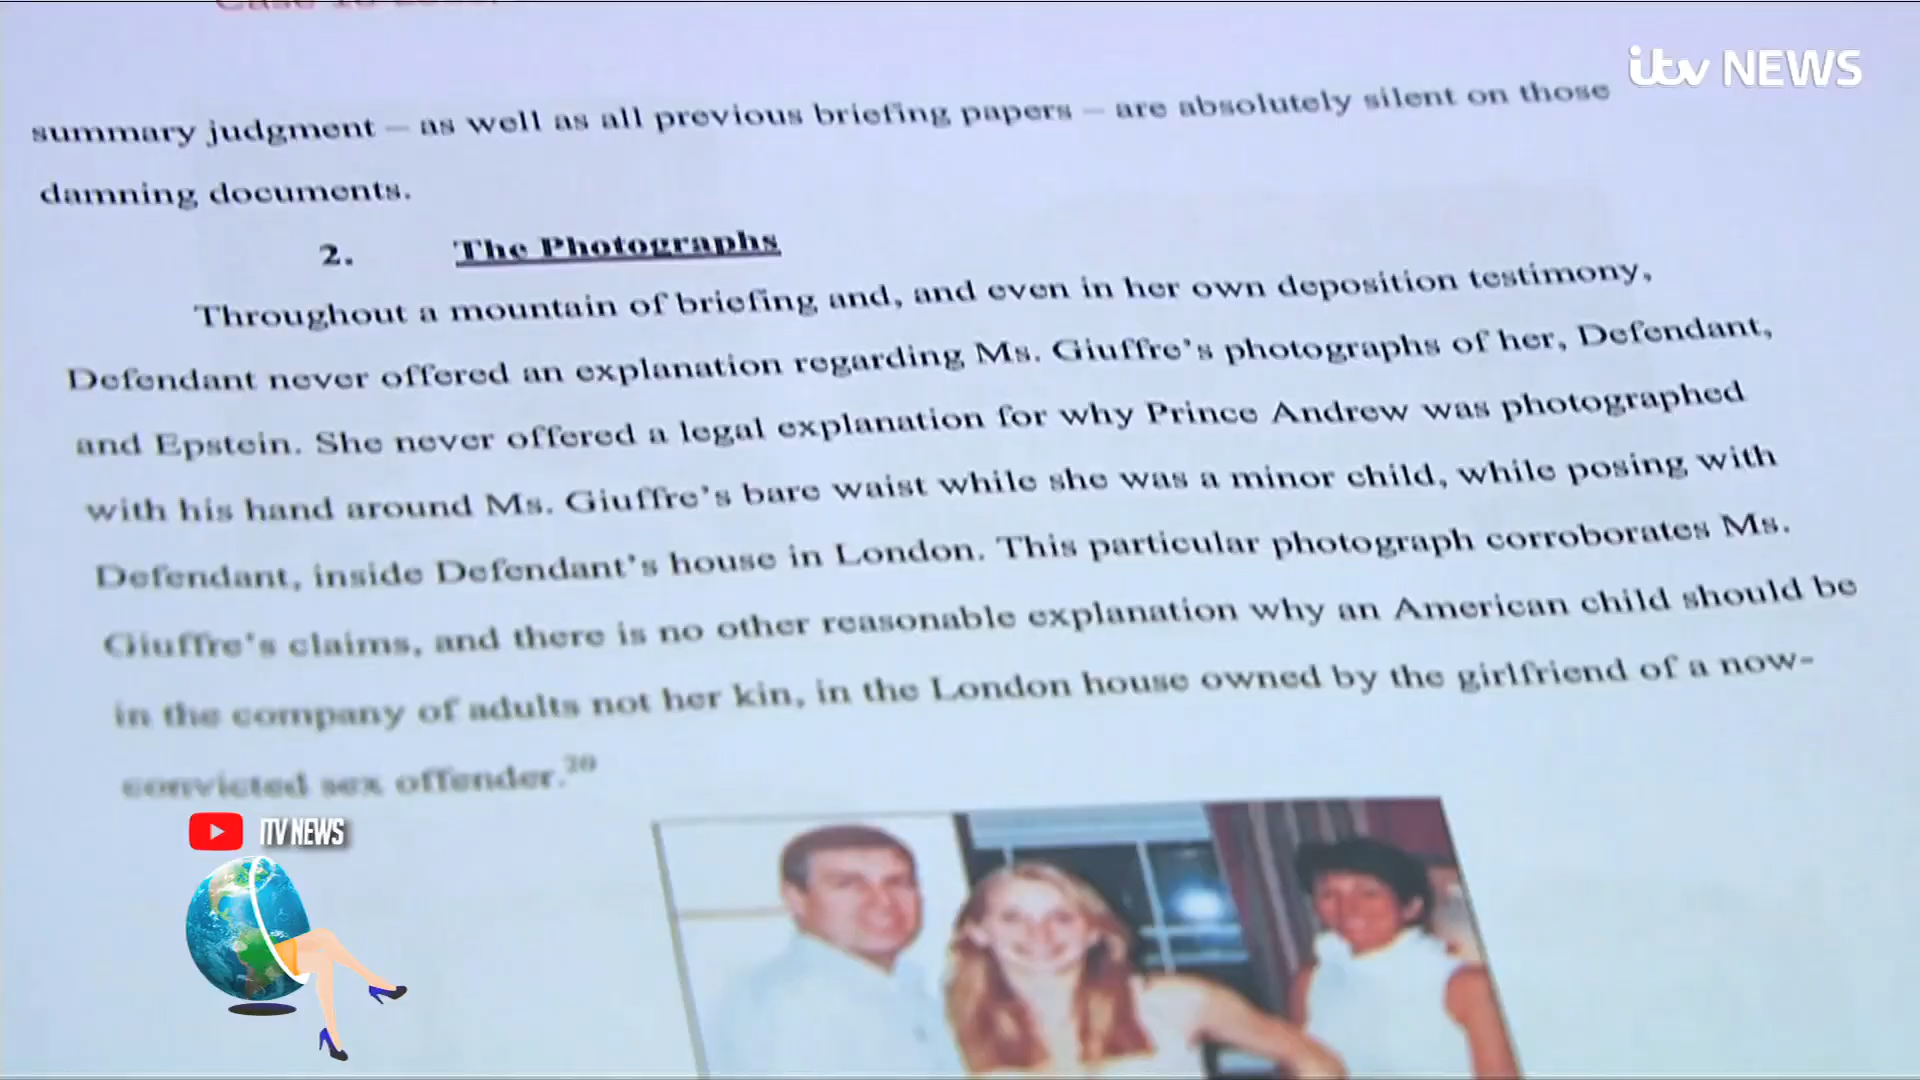 itv NEWS
summary judgment – as well as all previous briefing papers – are absolutely silent on those
damning documents.
2. The Photographs
Throughout a mountain of briefing and, and even in her own deposition testimony,
Defendant never offered an explanation regarding Ms. Giuffre's photographs of her, Defendant,
and Epstein. She never offered a legal explanation for why Prince Andrew was photographed
with his hand around Ms. Giuffre's bare waist while she was a minor child, while posing with
Defendant, inside Defendant's house in London. This particular photograph corroborates Ms.
Giuffre's claims, and there is no other reasonable explanation why an American child should be
in the company of adults not her kin, in the London house owned by the girlfriend of a now-
convicted sex offender.20
ITV NEWS